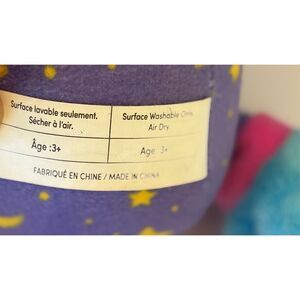 Surface lavable seulement.
Sécher à l'air.
Surface Washable Only.
Air Dry.
Âge :3+
Age 3+
FABRIQUÉ EN CHINE / MADE IN CHINA